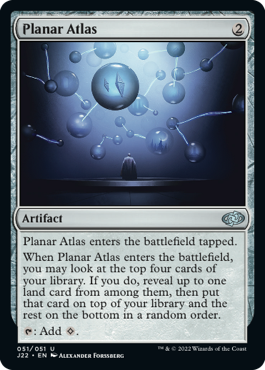 Planar Atlas 2
Artifact
Planar Atlas enters the battlefield tapped.
When Planar Atlas enters the battlefield,
you may look at the top four cards of
your library. If you do, reveal up to one
land card from among them, then put
that card on top of your library and the
rest on the bottom in a random order.
: Add .
051/051 U
J22 • EN Alexander Forssberg
™ & © 2022 Wizards of the Coast